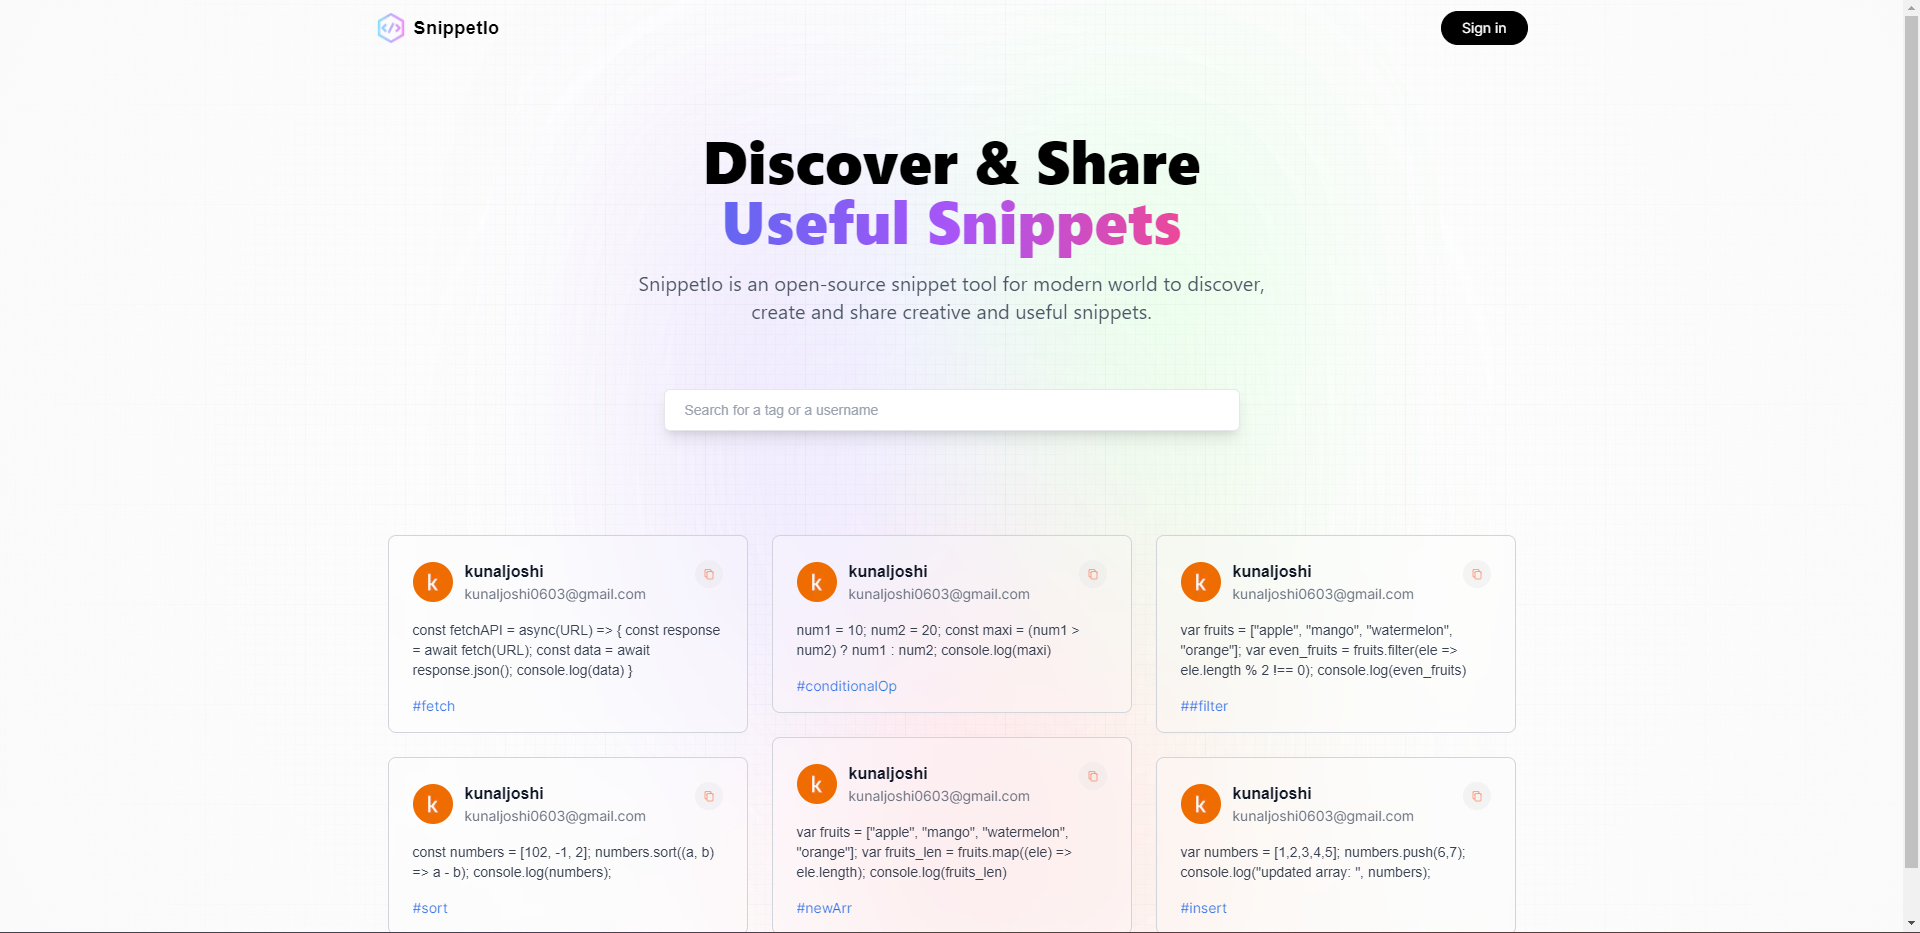 SnippetIo
Sign in
Discover & Share
Useful Snippets
SnippetIo is an open-source snippet tool for modern world to discover,
create and share creative and useful snippets.
Search for a tag or a username
k
kunaljoshi
kunaljoshi0603@gmail.com
const fetchAPI = async(URL) => { const response
= await fetch(URL); const data = await
response.json(); console.log(data) }
#fetch
k
kunaljoshi
kunaljoshi0603@gmail.com
num1 = 10; num2 = 20; const maxi = (num1 >
num2) ? num1 : num2; console.log(maxi)
#conditionalOp
k
kunaljoshi
kunaljoshi0603@gmail.com
var fruits = ["apple", "mango", "watermelon",
"orange"]; var even_fruits = fruits.filter(ele =>
ele.length % 2 !== 0); console.log(even_fruits)
##filter
k
kunaljoshi
kunaljoshi0603@gmail.com
const numbers = [102, -1, 2]; numbers.sort((a, b)
=> a - b); console.log(numbers);
#sort
k
kunaljoshi
kunaljoshi0603@gmail.com
var fruits = ["apple", "mango", "watermelon",
"orange"]; var fruits_len = fruits.map((ele) =>
ele.length); console.log(fruits_len)
#newArr
k
kunaljoshi
kunaljoshi0603@gmail.com
var numbers = [1,2,3,4,5]; numbers.push(6,7);
console.log("updated array: ", numbers);
#insert